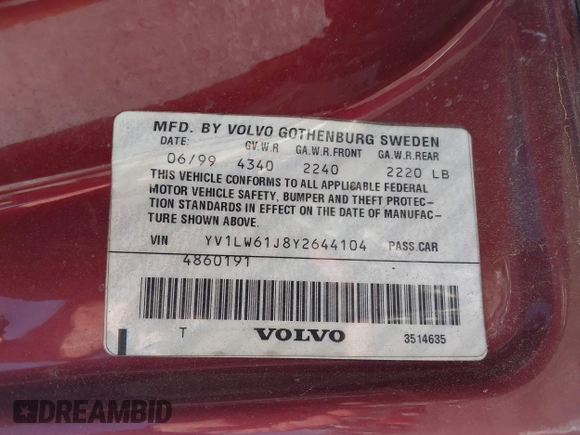 MFD. BY VOLVO GOTHENBURG SWEDEN
DATE: GV.W.R GA.W.R.FRONT GA.W.R.REAR
06/99 4340 2240 2220 LB
THIS VEHICLE CONFORMS TO ALL APPLICABLE FEDERAL
MOTOR VEHICLE SAFETY, BUMPER AND THEFT PROTEC-
TION STANDARDS IN EFFECT ON THE DATE OF MANUFAC-
TURE SHOWN ABOVE.
VIN YV1LW61J8Y2644104 PASS.CAR
4860191
T VOLVO 3514635
DREAMBID